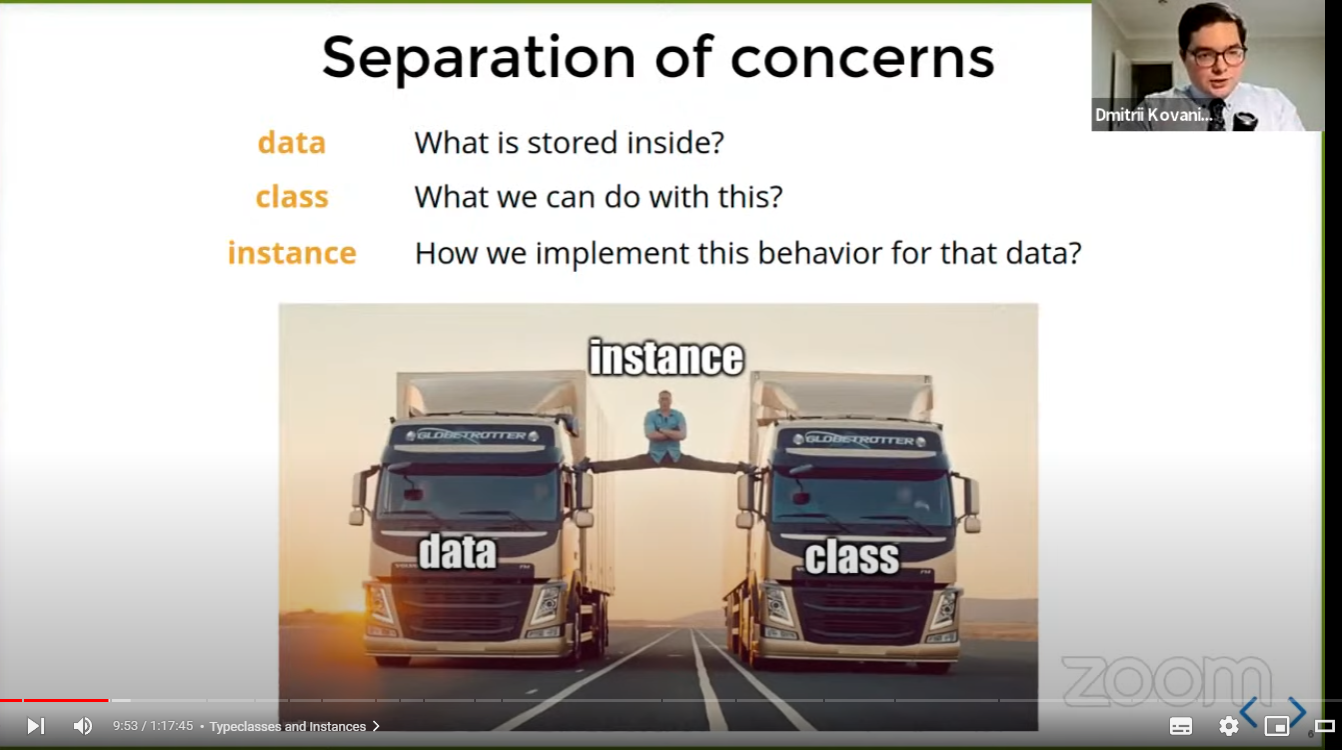 Separation of concerns
Dmitrii Kovani...
data What is stored inside?
class What we can do with this?
instance How we implement this behavior for that data?
instance
GLOBETROTTER
GLOBETROTTER
data
class
zoom
9:53 / 1:17:45 • Typeclasses and Instances
6